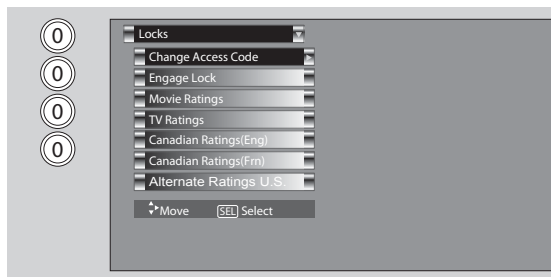 0
0
0
0
Locks
Change Access Code
Engage Lock
Movie Ratings
TV Ratings
Canadian Ratings(Eng)
Canadian Ratings(Frn)
Alternate Ratings U.S.
Move SEL Select